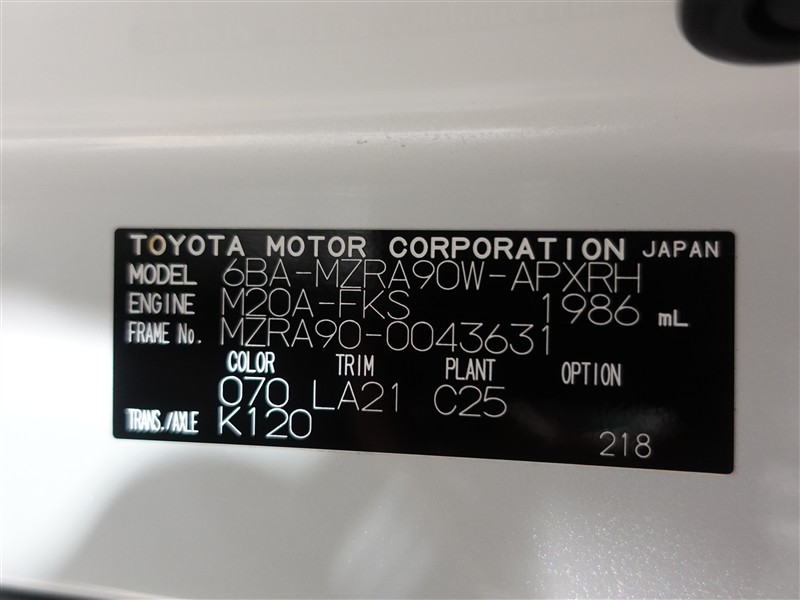 TOYOTA MOTOR CORPORATION JAPAN
MODEL 6BA-MZRA90W-APXRH
ENGINE M20A-FKS 1986 mL
FRAME No. MZRA90-0043631
COLOR TRIM PLANT OPTION
070 LA21 C25
TRANS./AXLE K120
218